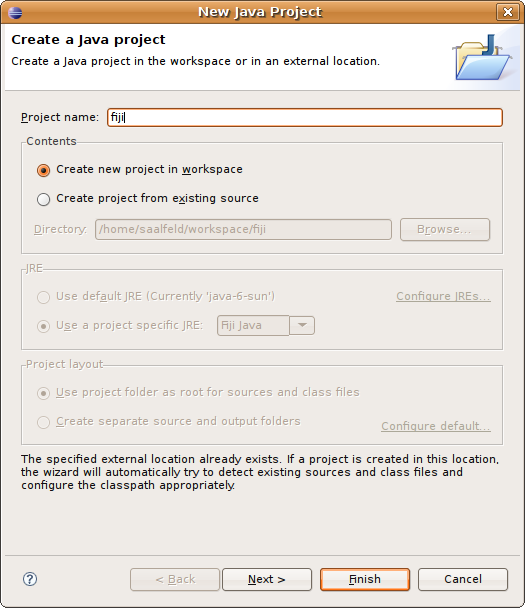 New Java Project
Create a Java project
Create a Java project in the workspace or in an external location.
Project name: fiji
Contents
Create new project in workspace
Create project from existing source
Directory: /home/saalfeld/workspace/fiji Browse...
JRE
Use default JRE (Currently 'java-6-sun') Configure JREs...
Use a project specific JRE: Fiji Java
Project layout
Use project folder as root for sources and class files
Create separate source and output folders Configure default...
The specified external location already exists. If a project is created in this location,
the wizard will automatically try to detect existing sources and class files and
configure the classpath appropriately.
? < Back Next > Finish Cancel